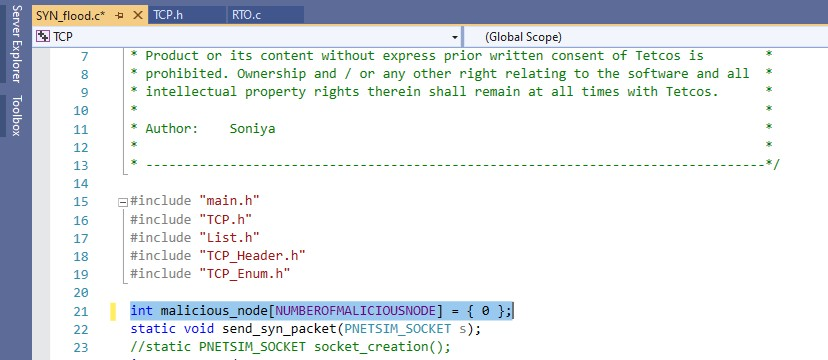 SYN_flood.c*
TCP.h
RTO.c
Server Explorer
Toolbox
TCP
(Global Scope)
7 * Product or its content without express prior written consent of Tetcos is *
8 * prohibited. Ownership and / or any other right relating to the software and all *
9 * intellectual property rights therein shall remain at all times with Tetcos. *
10 * *
11 * Author: Soniya *
12 * *
13 * ---------------------------------------------------------------------------------*/
14
15 #include "main.h"
16 #include "TCP.h"
17 #include "List.h"
18 #include "TCP_Header.h"
19 #include "TCP_Enum.h"
20
21 int malicious_node[NUMBEROFMALICIOUSNODE] = { 0 };
22 static void send_syn_packet(PNETSIM_SOCKET s);
23 //static PNETSIM_SOCKET socket_creation();